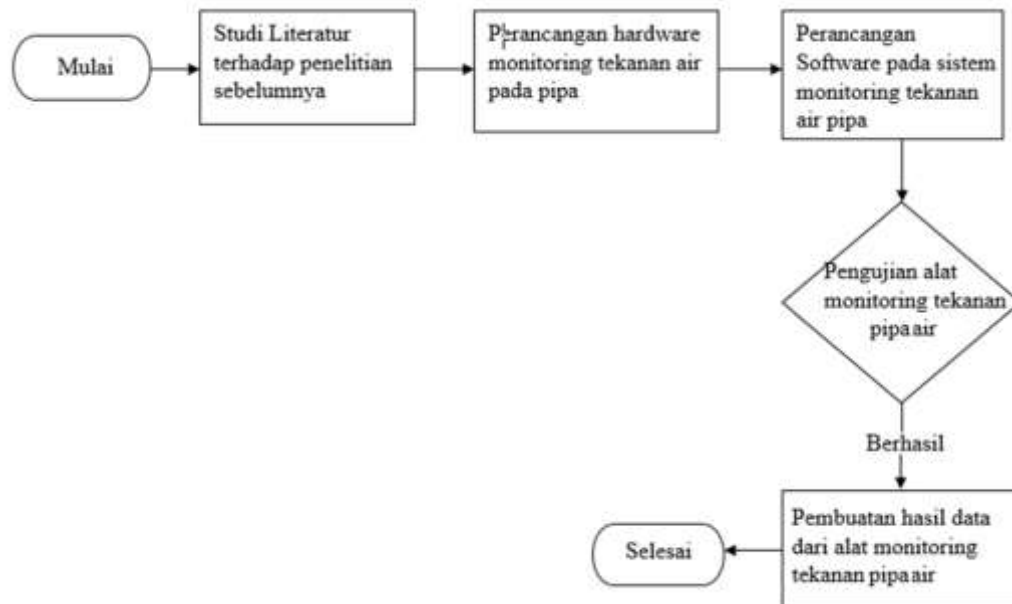 Mulai
Studi Literatur
terhadap penelitian
sebelumnya
Perancangan hardware
monitoring tekanan air
pada pipa
Perancangan
Software pada sistem
monitoring tekanan
air pipa
Pengujian alat
monitoring tekanan
pipa air
Berhasil
Pembuatan hasil data
dari alat monitoring
tekanan pipa air
Selesai